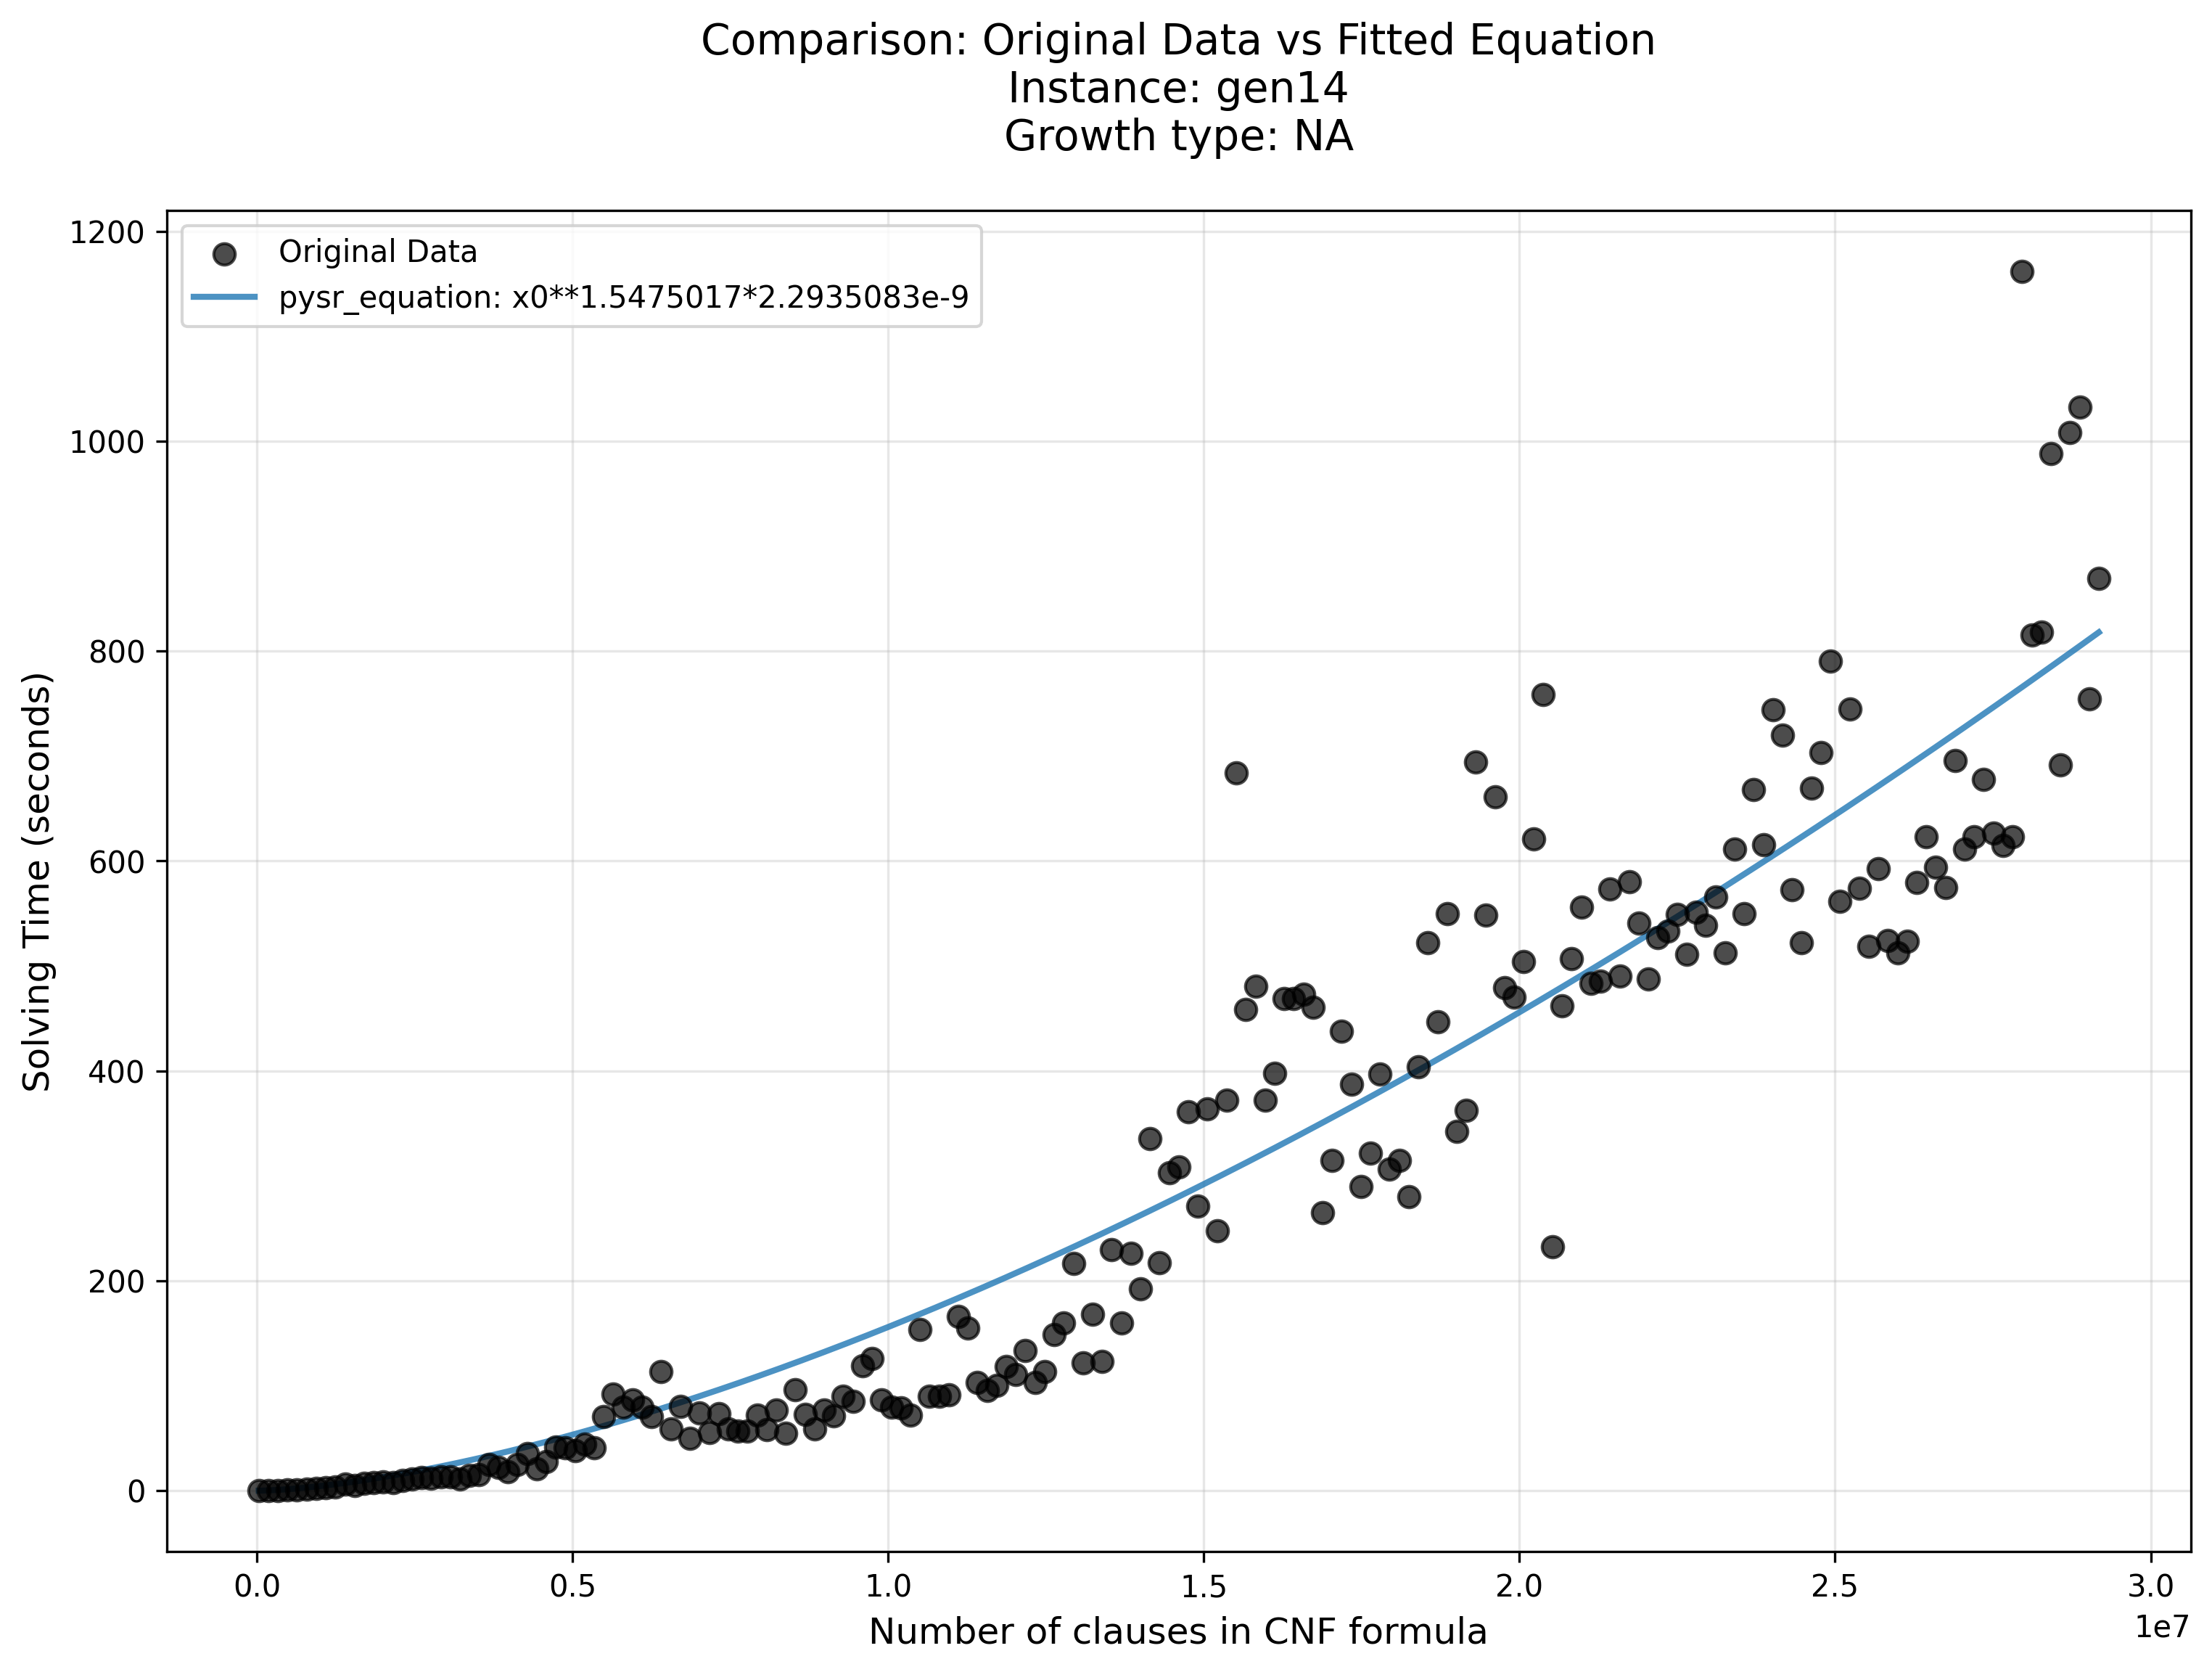 Comparison: Original Data vs Fitted Equation
Instance: gen14
Growth type: NA
Original Data
pysr_equation: x0**1.5475017*2.2935083e-9
1200
1000
800
600
400
200
0
Solving Time (seconds)
0.0 0.5 1.0 1.5 2.0 2.5 3.0
1e7
Number of clauses in CNF formula